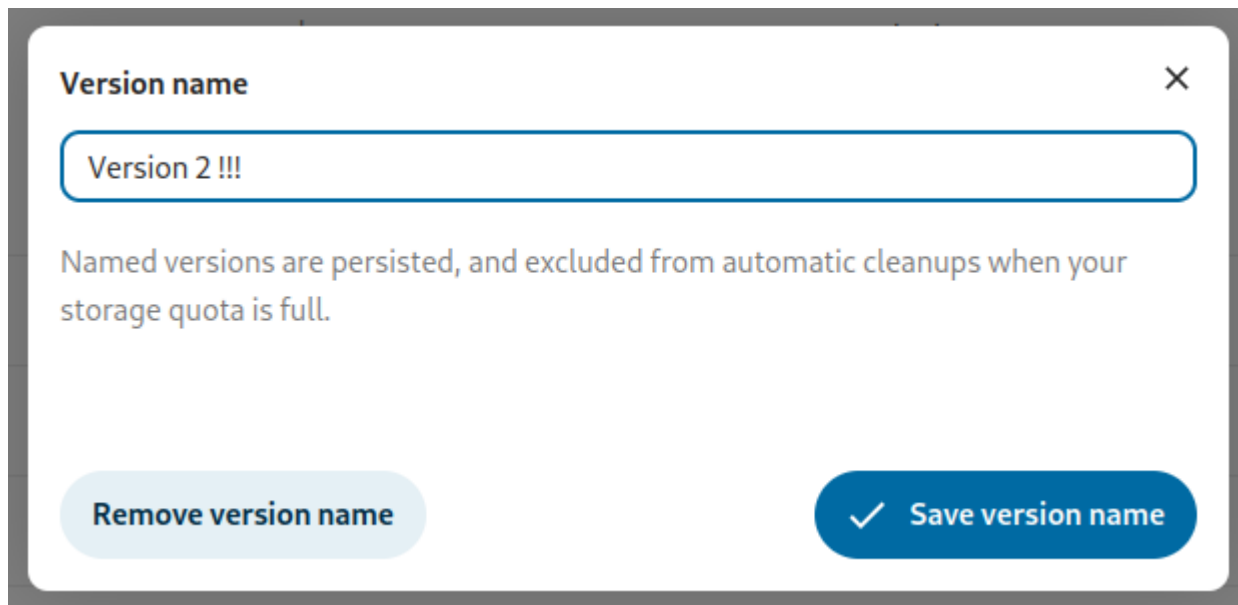 Version name
Version 2 !!!
Named versions are persisted, and excluded from automatic cleanups when your
storage quota is full.
Remove version name
Save version name